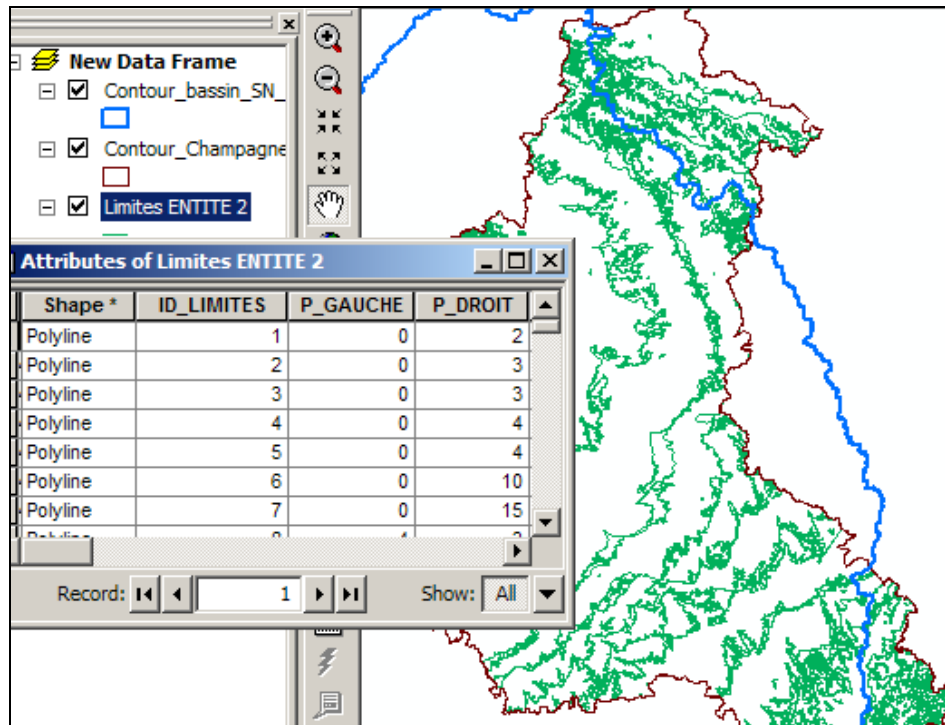 New Data Frame
Contour_bassin_SN_
Contour_Champagne
Limites ENTITE 2
Attributes of Limites ENTITE 2
Shape * ID_LIMITES P_GAUCHE P_DROIT
Polyline 1 0 2
Polyline 2 0 3
Polyline 3 0 3
Polyline 4 0 4
Polyline 5 0 4
Polyline 6 0 10
Polyline 7 0 15
Polyline
Record: 1 Show: All